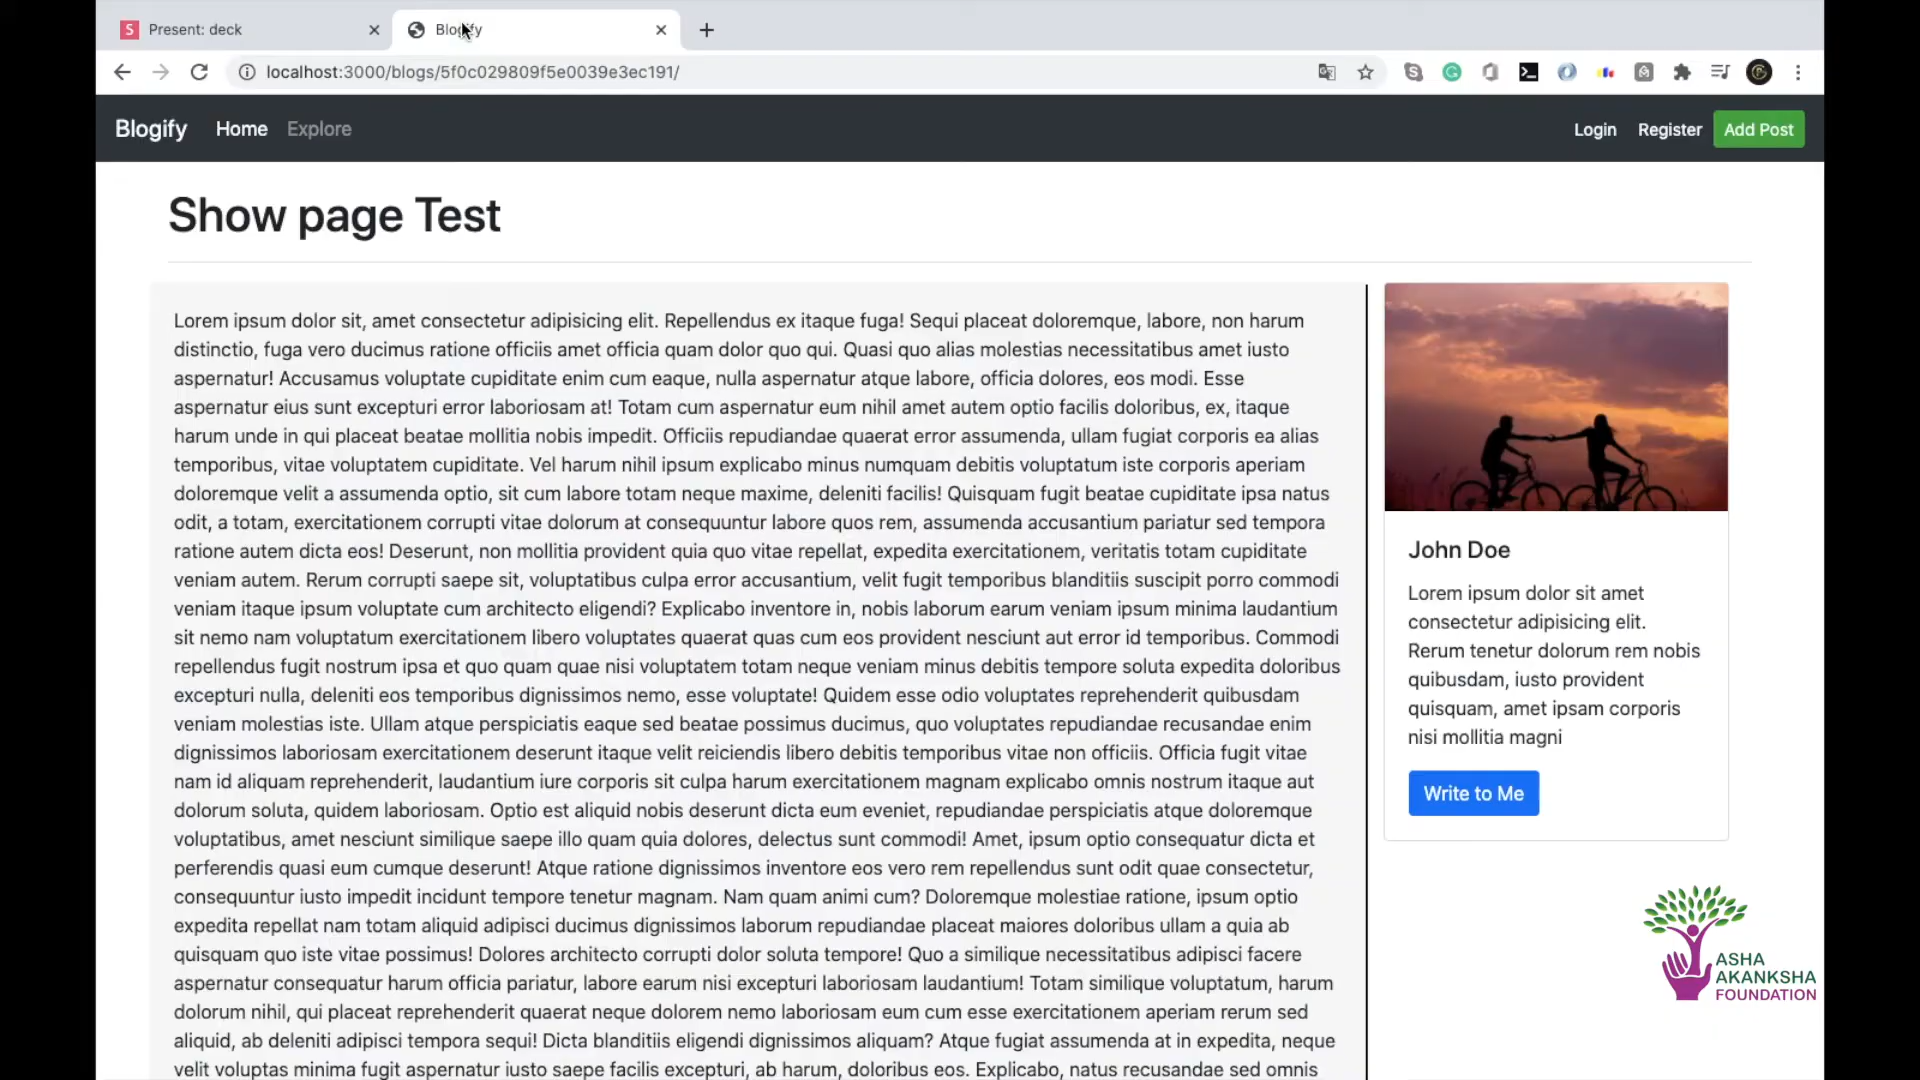 Present: deck
Blogify
localhost:3000/blogs/5f0c029809f5e0039e3ec191/
Blogify Home Explore
Login Register Add Post
Show page Test
Lorem ipsum dolor sit, amet consectetur adipisicing elit. Repellendus ex itaque fuga! Sequi placeat doloremque, labore, non harum
distinctio, fuga vero ducimus ratione officiis amet officia quam dolor quo qui. Quasi quo alias molestias necessitatibus amet iusto
aspernatur! Accusamus voluptate cupiditate enim cum eaque, nulla aspernatur atque labore, officia dolores, eos modi. Esse
aspernatur eius sunt excepturi error laboriosam at! Totam cum aspernatur eum nihil amet autem optio facilis doloribus, ex, itaque
harum unde in qui placeat beatae mollitia nobis impedit. Officiis repudiandae quaerat error assumenda, ullam fugiat corporis ea alias
temporibus, vitae voluptatem cupiditate. Vel harum nihil ipsum explicabo minus numquam debitis voluptatum iste corporis aperiam
doloremque velit a assumenda optio, sit cum labore totam neque maxime, deleniti facilis! Quisquam fugit beatae cupiditate ipsa natus
odit, a totam, exercitationem corrupti vitae dolorum at consequuntur labore quos rem, assumenda accusantium pariatur sed tempora
ratione autem dicta eos! Deserunt, non mollitia provident quia quo vitae repellat, expedita exercitationem, veritatis totam cupiditate
veniam autem. Rerum corrupti saepe sit, voluptatibus culpa error accusantium, velit fugit temporibus blanditiis suscipit porro commodi
veniam itaque ipsum voluptate cum architecto eligendi? Explicabo inventore in, nobis laborum earum veniam ipsum minima laudantium
sit nemo nam voluptatum exercitationem libero voluptates quaerat quas cum eos provident nesciunt aut error id temporibus. Commodi
repellendus fugit nostrum ipsa et quo quam quae nisi voluptatem totam neque veniam minus debitis tempore soluta expedita doloribus
excepturi nulla, deleniti eos temporibus dignissimos nemo, esse voluptate! Quidem esse odio voluptates reprehenderit quibusdam
veniam molestias iste. Ullam atque perspiciatis eaque sed beatae possimus ducimus, quo voluptates repudiandae recusandae enim
dignissimos laboriosam exercitationem deserunt itaque velit reiciendis libero debitis temporibus vitae non officiis. Officia fugit vitae
nam id aliquam reprehenderit, laudantium iure corporis sit culpa harum exercitationem magnam explicabo omnis nostrum itaque aut
dolorum soluta, quidem laboriosam. Optio est aliquid nobis deserunt dicta eum eveniet, repudiandae perspiciatis atque doloremque
voluptatibus, amet nesciunt similique saepe illo quam quia dolores, delectus sunt commodi! Amet, ipsum optio consequatur dicta et
perferendis quasi eum cumque deserunt! Atque ratione dignissimos inventore eos vero rem repellendus sunt odit quae consectetur,
consequuntur iusto impedit incidunt tempore tenetur magnam. Nam quam animi cum? Doloremque molestiae ratione, ipsum optio
expedita repellat nam totam aliquid adipisci ducimus dignissimos laborum repudiandae placeat maiores doloribus ullam a quia ab
quisquam quo iste vitae possimus! Dolores architecto corrupti dolor soluta tempore! Quo a similique necessitatibus adipisci facere
aspernatur consequatur harum officia pariatur, labore earum nisi excepturi laboriosam laudantium! Totam similique voluptatum, harum
dolorum nihil, qui placeat reprehenderit quaerat neque dolorem nemo laboriosam eum cum esse exercitationem aperiam rerum sed
aliquid, ab deleniti adipisci tempora sequi! Dicta blanditiis eligendi dignissimos aliquam? Atque fugiat assumenda at in expedita, neque
velit voluptas minima fugit aspernatur iusto saepe facilis excepturi, ab harum, doloribus eos. Explicabo, natus recusandae sed omnis
John Doe
Lorem ipsum dolor sit amet
consectetur adipisicing elit.
Rerum tenetur dolorum rem nobis
quibusdam, iusto provident
quisquam, amet ipsam corporis
nisi mollitia magni
Write to Me
ASHA
AKANKSHA
FOUNDATION